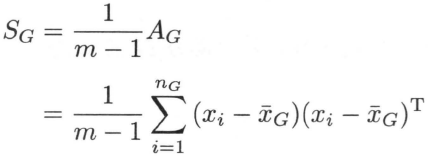 S_G = \frac{1}{m-1} A_G
= \frac{1}{m-1} \sum_{i=1}^{n_G} (x_i - \bar{x}_G)(x_i - \bar{x}_G)^{\mathrm{T}}